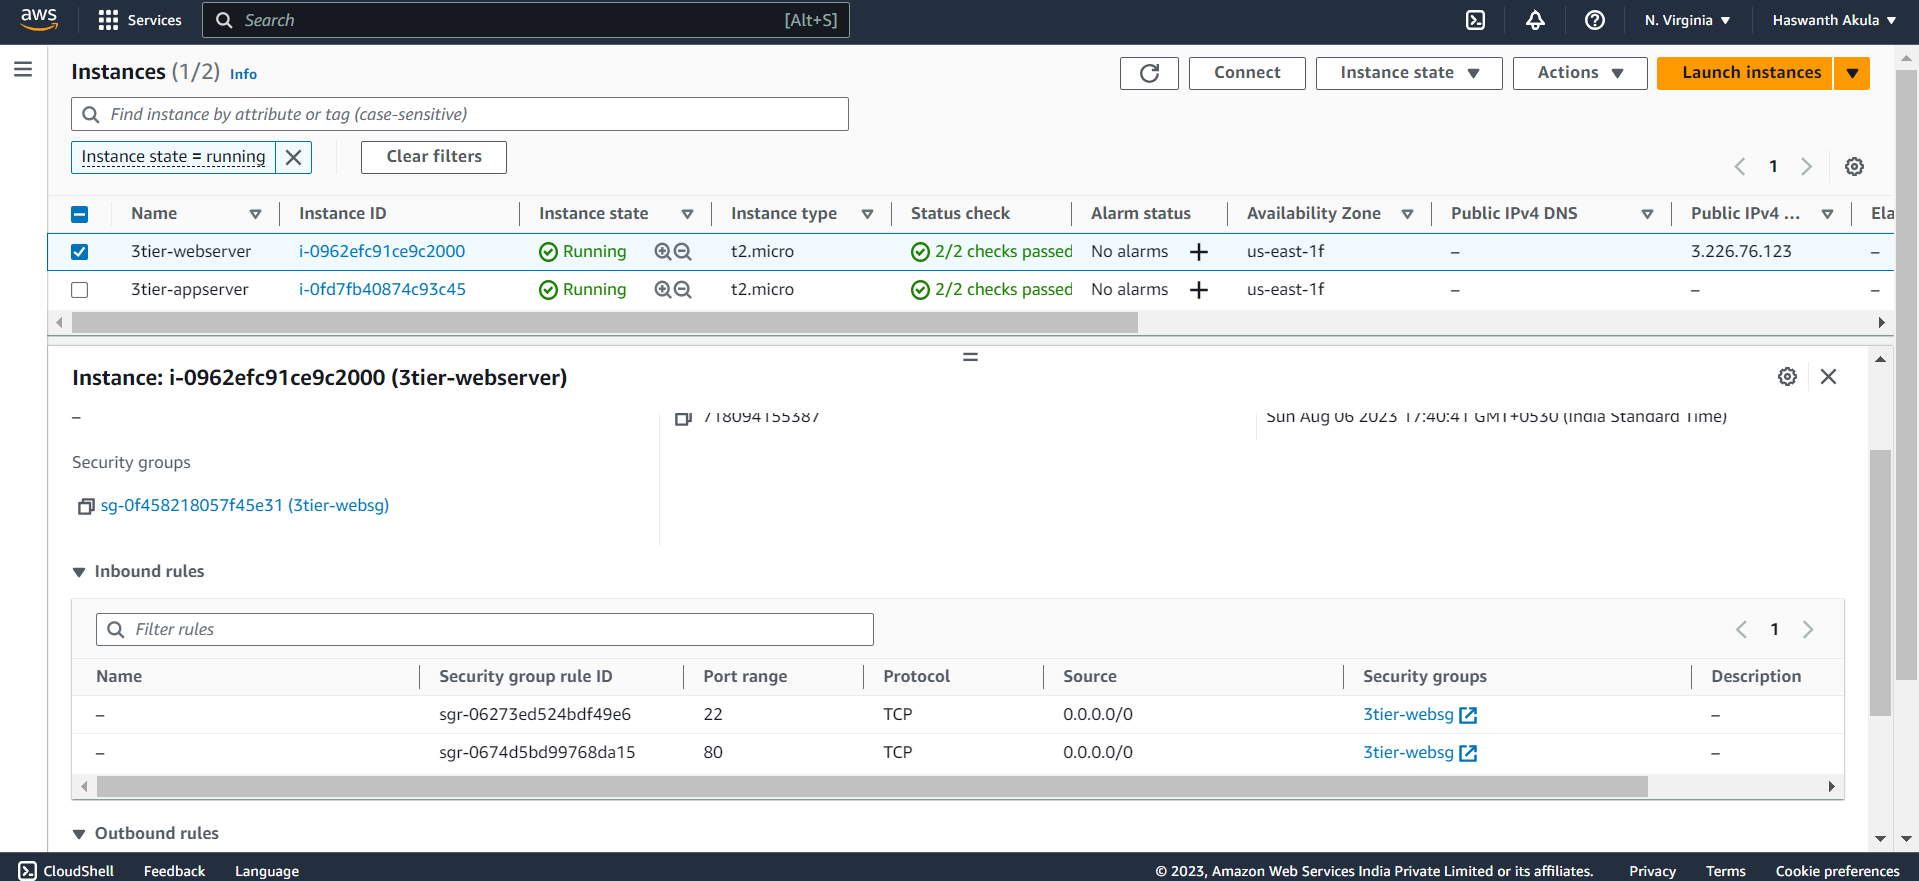 aws Services Search [Alt+S] N. Virginia Haswanth Akula
Instances (1/2) Info Connect Instance state Actions Launch instances
Find instance by attribute or tag (case-sensitive)
Instance state = running Clear filters
1
Name Instance ID Instance state Instance type Status check Alarm status Availability Zone Public IPv4 DNS Public IPv4 ... Ela
3tier-webserver i-0962efc91ce9c2000 Running t2.micro 2/2 checks passed No alarms + us-east-1f – 3.226.76.123 –
3tier-appserver i-0fd7fb40874c93c45 Running t2.micro 2/2 checks passed No alarms + us-east-1f – – –
Instance: i-0962efc91ce9c2000 (3tier-webserver)
– 718094155387 Sun Aug 06 2023 17:40:41 GMT+0530 (India Standard Time)
Security groups
sg-0f458218057f45e31 (3tier-websg)
Inbound rules
Filter rules 1
Name Security group rule ID Port range Protocol Source Security groups Description
– sgr-06273ed524bdf49e6 22 TCP 0.0.0.0/0 3tier-websg –
– sgr-0674d5bd99768da15 80 TCP 0.0.0.0/0 3tier-websg –
Outbound rules
CloudShell Feedback Language © 2023, Amazon Web Services India Private Limited or its affiliates. Privacy Terms Cookie preferences